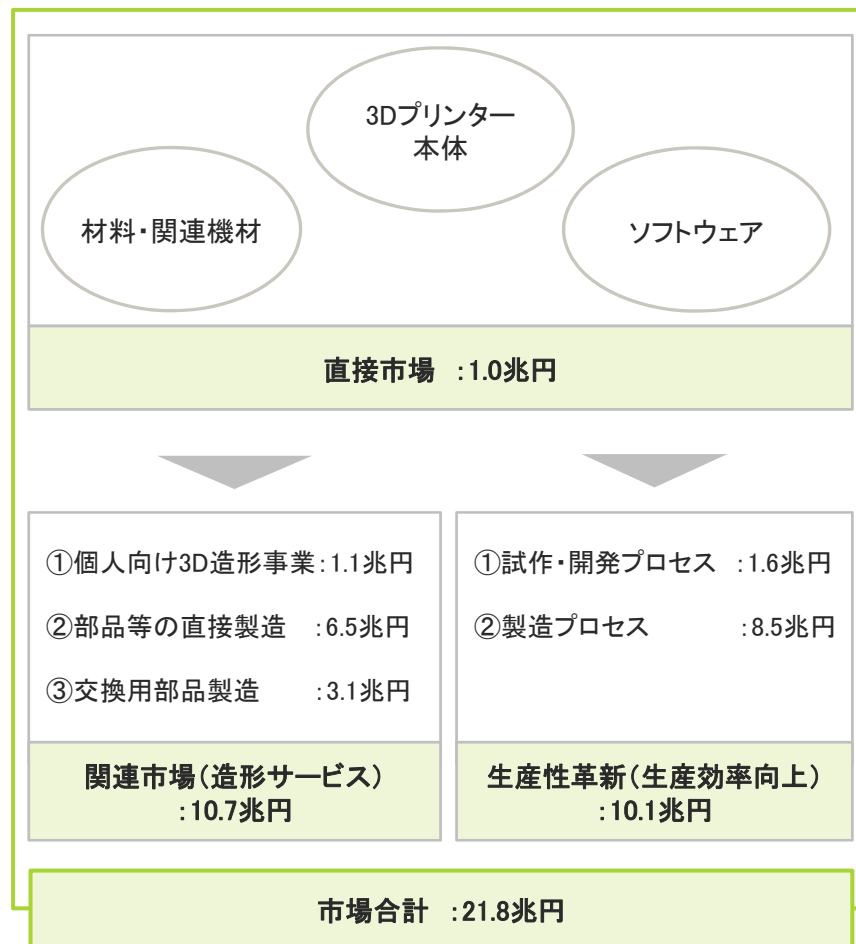 3Dプリンター
本体
材料・関連機材
ソフトウェア
直接市場 :1.0兆円
①個人向け3D造形事業:1.1兆円
②部品等の直接製造 :6.5兆円
③交換用部品製造 :3.1兆円
関連市場(造形サービス)
:10.7兆円
①試作・開発プロセス :1.6兆円
②製造プロセス :8.5兆円
生産性革新(生産効率向上)
:10.1兆円
市場合計 :21.8兆円